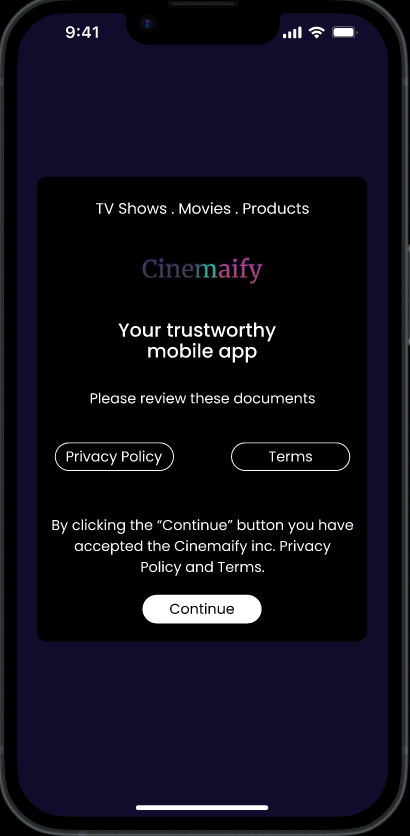 9:41
TV Shows . Movies . Products
Cinemaify
Your trustworthy
mobile app
Please review these documents
Privacy Policy
Terms
By clicking the “Continue” button you have
accepted the Cinemaify inc. Privacy
Policy and Terms.
Continue